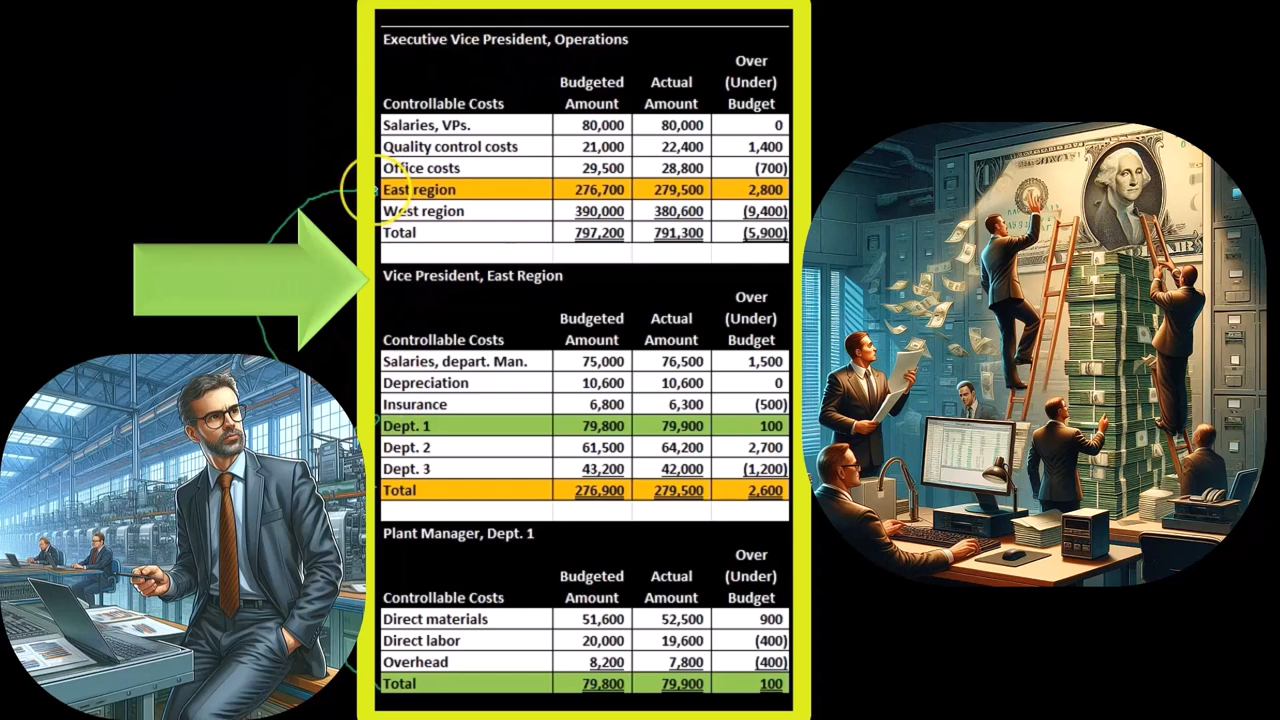 Executive Vice President, Operations
Over
Budgeted Actual (Under)
Controllable Costs Amount Amount Budget
Salaries, VPs. 80,000 80,000 0
Quality control costs 21,000 22,400 1,400
Office costs 29,500 28,800 (700)
East region 276,700 279,500 2,800
West region 390,000 380,600 (9,400)
Total 797,200 791,300 (5,900)
Vice President, East Region
Over
Budgeted Actual (Under)
Controllable Costs Amount Amount Budget
Salaries, depart. Man. 75,000 76,500 1,500
Depreciation 10,600 10,600 0
Insurance 6,800 6,300 (500)
Dept. 1 79,800 79,900 100
Dept. 2 61,500 64,200 2,700
Dept. 3 43,200 42,000 (1,200)
Total 276,900 279,500 2,600
Plant Manager, Dept. 1
Over
Budgeted Actual (Under)
Controllable Costs Amount Amount Budget
Direct materials 51,600 52,500 900
Direct labor 20,000 19,600 (400)
Overhead 8,200 7,800 (400)
Total 79,800 79,900 100